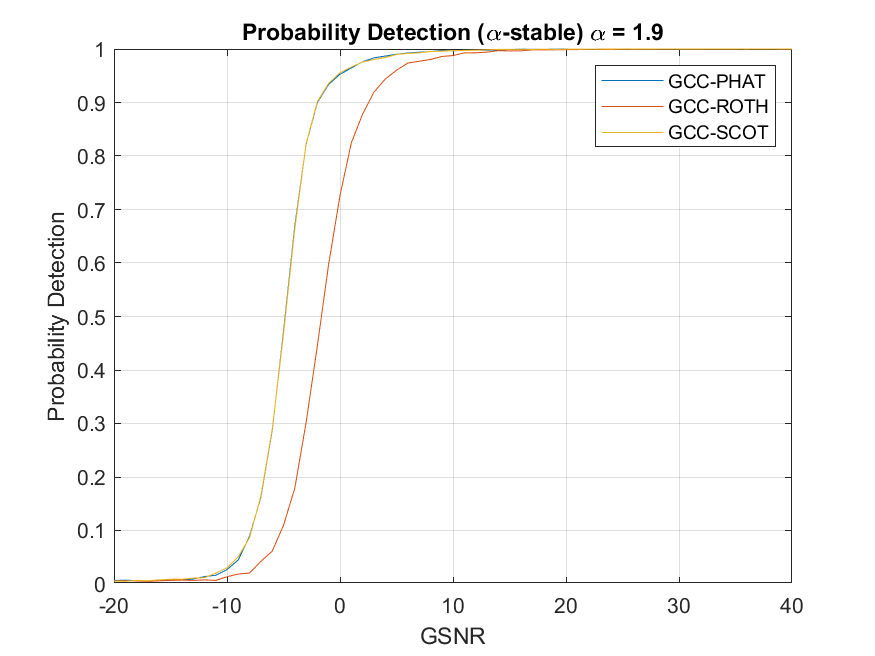 Probability Detection (α-stable) α = 1.9
Probability Detection
1
0.9
0.8
0.7
0.6
0.5
0.4
0.3
0.2
0.1
0
GCC-PHAT
GCC-ROTH
GCC-SCOT
-20 -10 0 10 20 30 40
GSNR